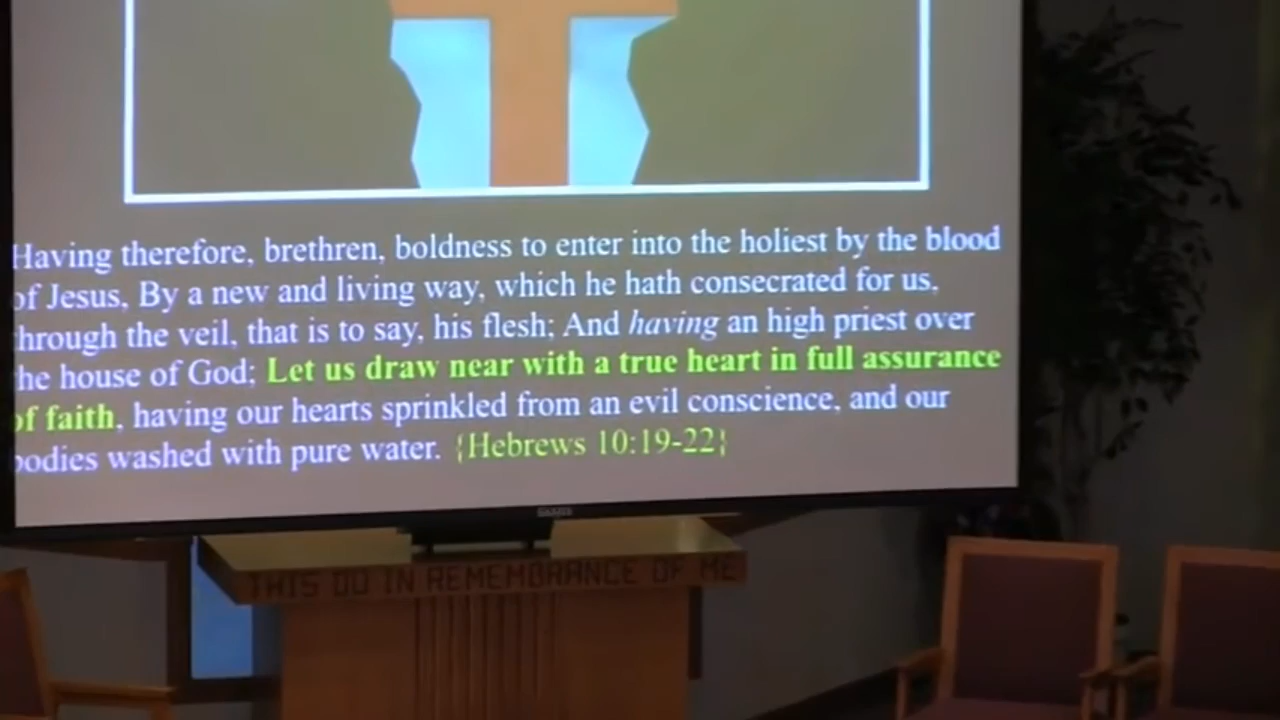 Having therefore, brethren, boldness to enter into the holiest by the blood
of Jesus, By a new and living way, which he hath consecrated for us,
through the veil, that is to say, his flesh; And having an high priest over
the house of God; Let us draw near with a true heart in full assurance
of faith, having our hearts sprinkled from an evil conscience, and our
bodies washed with pure water. {Hebrews 10:19-22}
THIS DO IN REMEMBRANCE OF ME